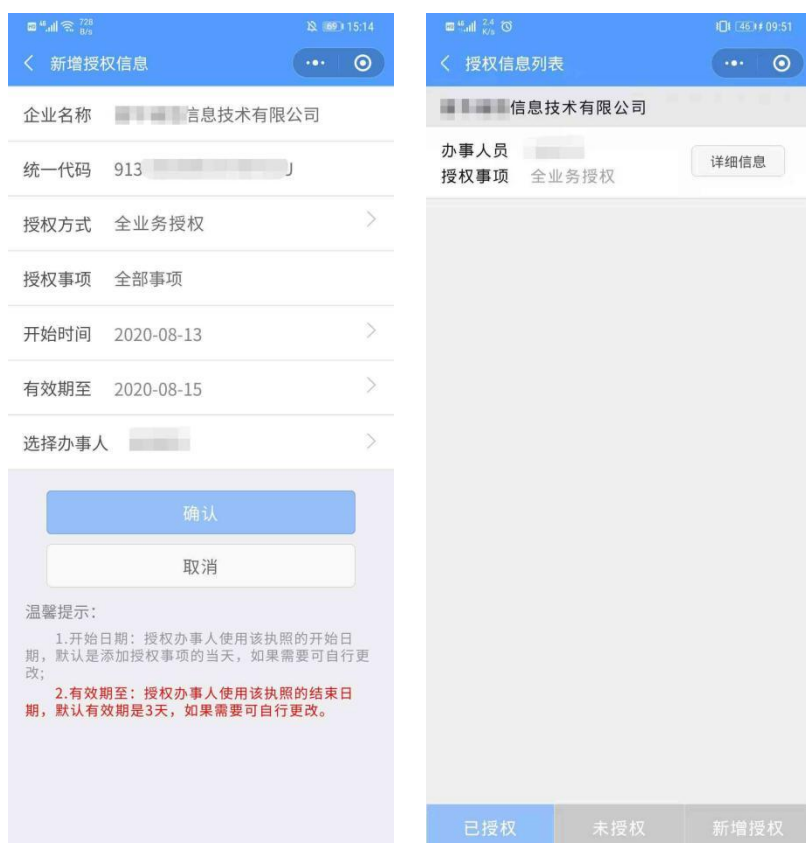 46 728 B/s 69 15:14
新增授权信息
企业名称 信息技术有限公司
统一代码 913 J
授权方式 全业务授权
授权事项 全部事项
开始时间 2020-08-13
有效期至 2020-08-15
选择办事人
确认
取消
温馨提示：
1.开始日期：授权办事人使用该执照的开始日
期，默认是添加授权事项的当天，如果需要可自行更
改;
2.有效期至：授权办事人使用该执照的结束日
期，默认有效期是3天，如果需要可自行更改。
2.4 K/s 46 09:51
授权信息列表
信息技术有限公司
办事人员
授权事项 全业务授权
详细信息
已授权 未授权 新增授权